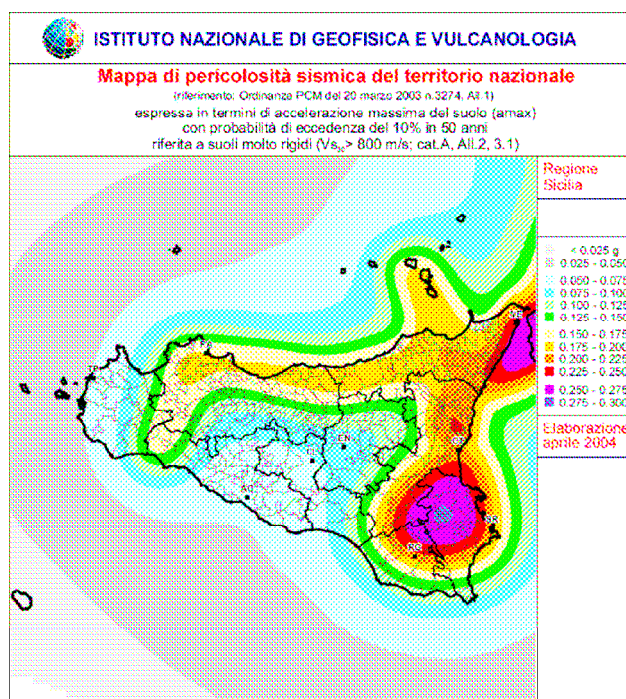 ISTITUTO NAZIONALE DI GEOFISICA E VULCANOLOGIA
Mappa di pericolosità sismica del territorio nazionale
(riferimento: Ordinanza PCM del 20 marzo 2003 n.3274, All.1)
espressa in termini di accelerazione massima del suolo (amax)
con probabilità di eccedenza del 10% in 50 anni
riferita a suoli molto rigidi (Vs30> 800 m/s; cat.A, All.2, 3.1)
Regione
Sicilia
< 0.025 g
0.025 - 0.050
0.050 - 0.075
0.075 - 0.100
0.100 - 0.125
0.125 - 0.150
0.150 - 0.175
0.175 - 0.200
0.200 - 0.225
0.225 - 0.250
0.250 - 0.275
0.275 - 0.300
Elaborazione
aprile 2004
ME
PA
TP
CT
EN
CL
AG
SR
RG